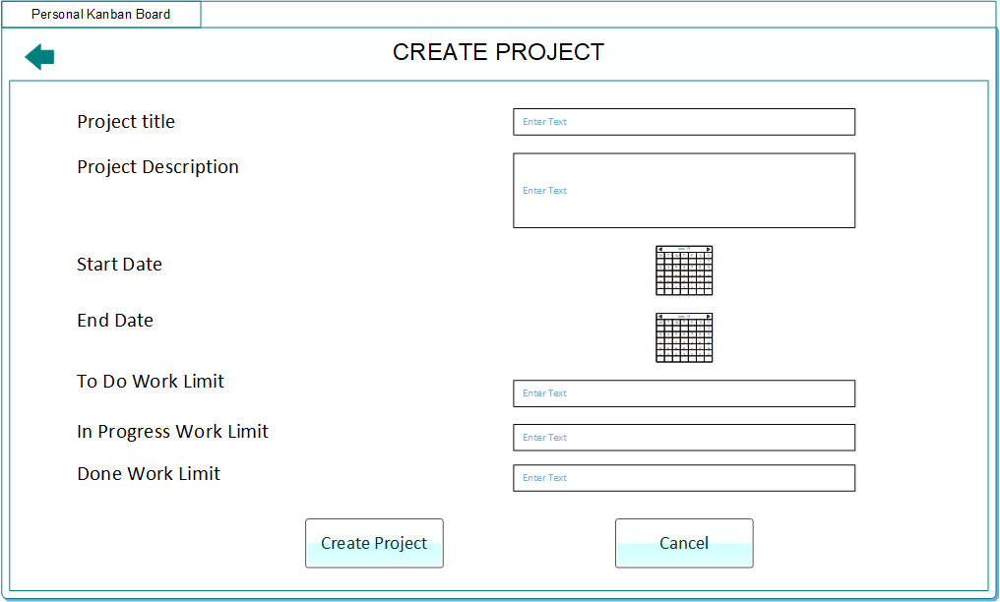 Personal Kanban Board
CREATE PROJECT
Project title
Enter Text
Project Description
Enter Text
Start Date
End Date
To Do Work Limit
Enter Text
In Progress Work Limit
Enter Text
Done Work Limit
Enter Text
Create Project
Cancel